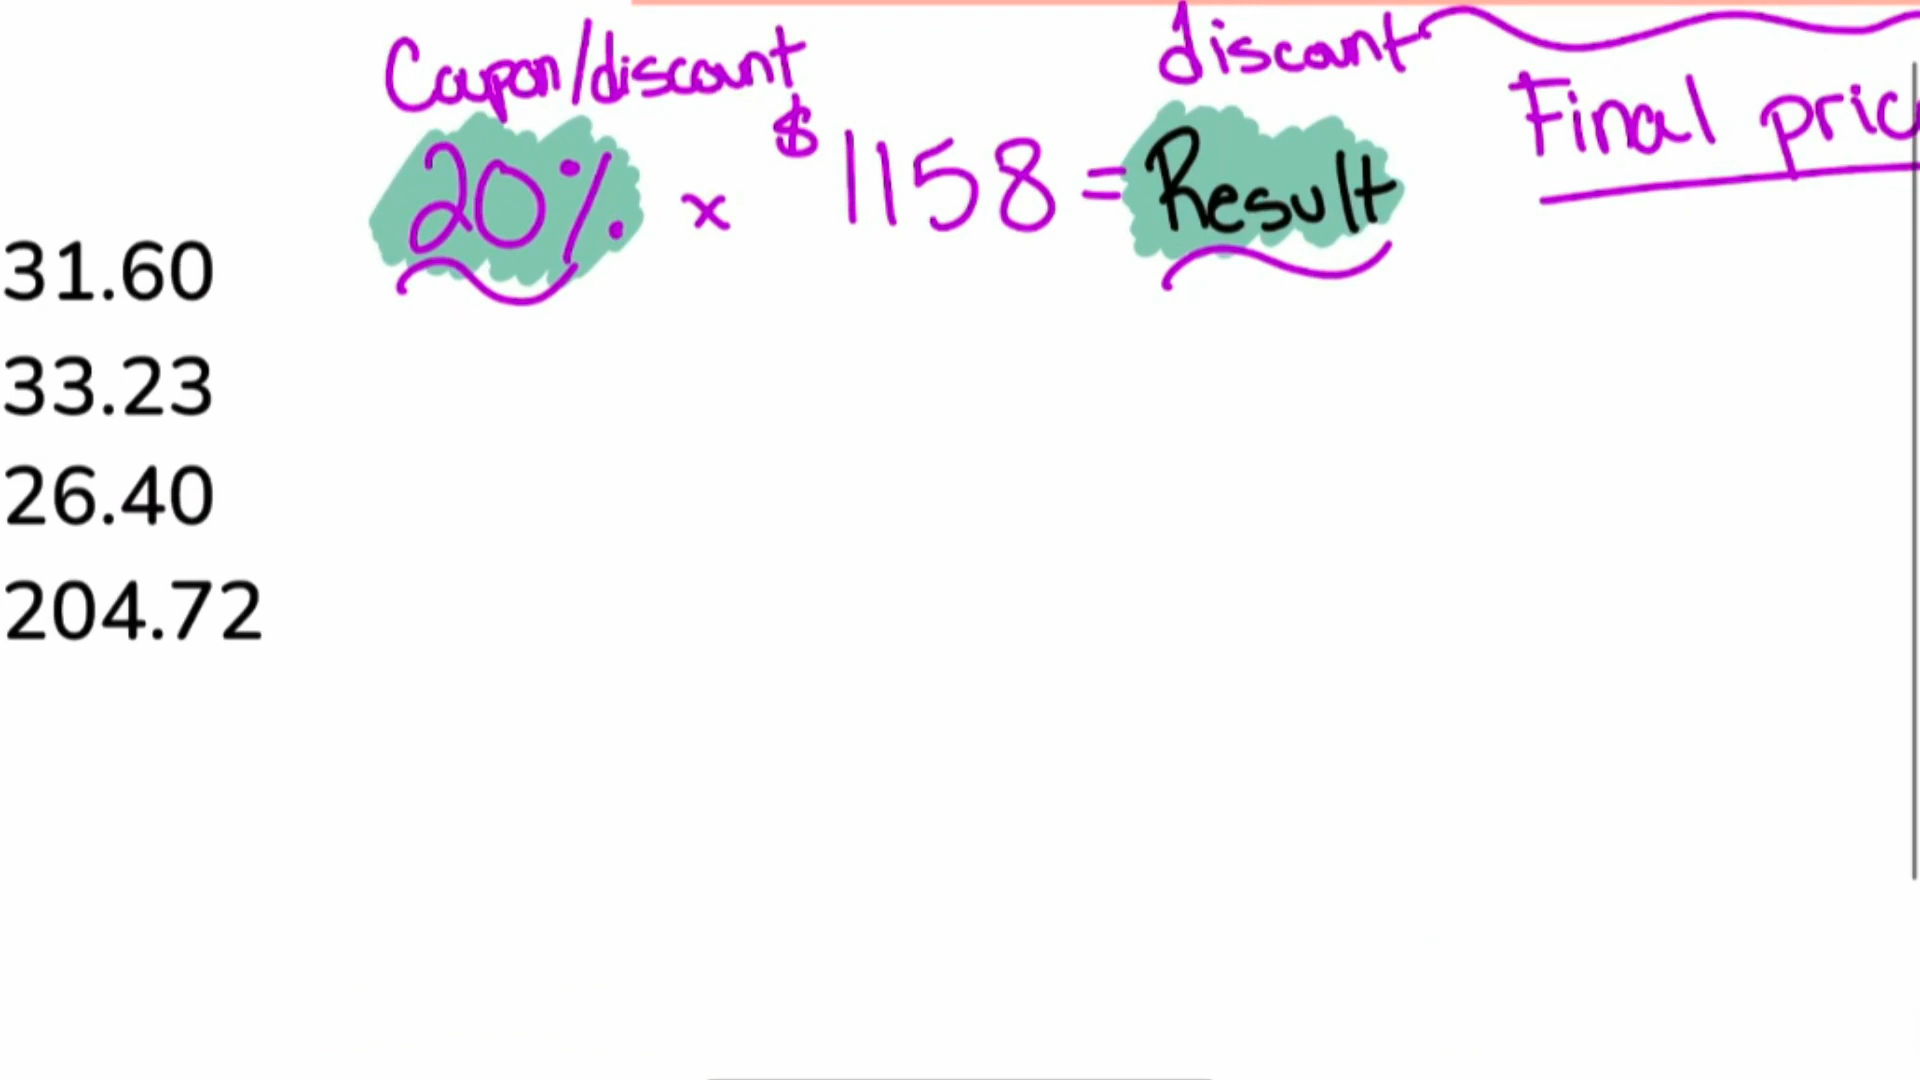 Coupon/discount
discount
Final pric
20% x $1158 = Result
31.60
33.23
26.40
204.72